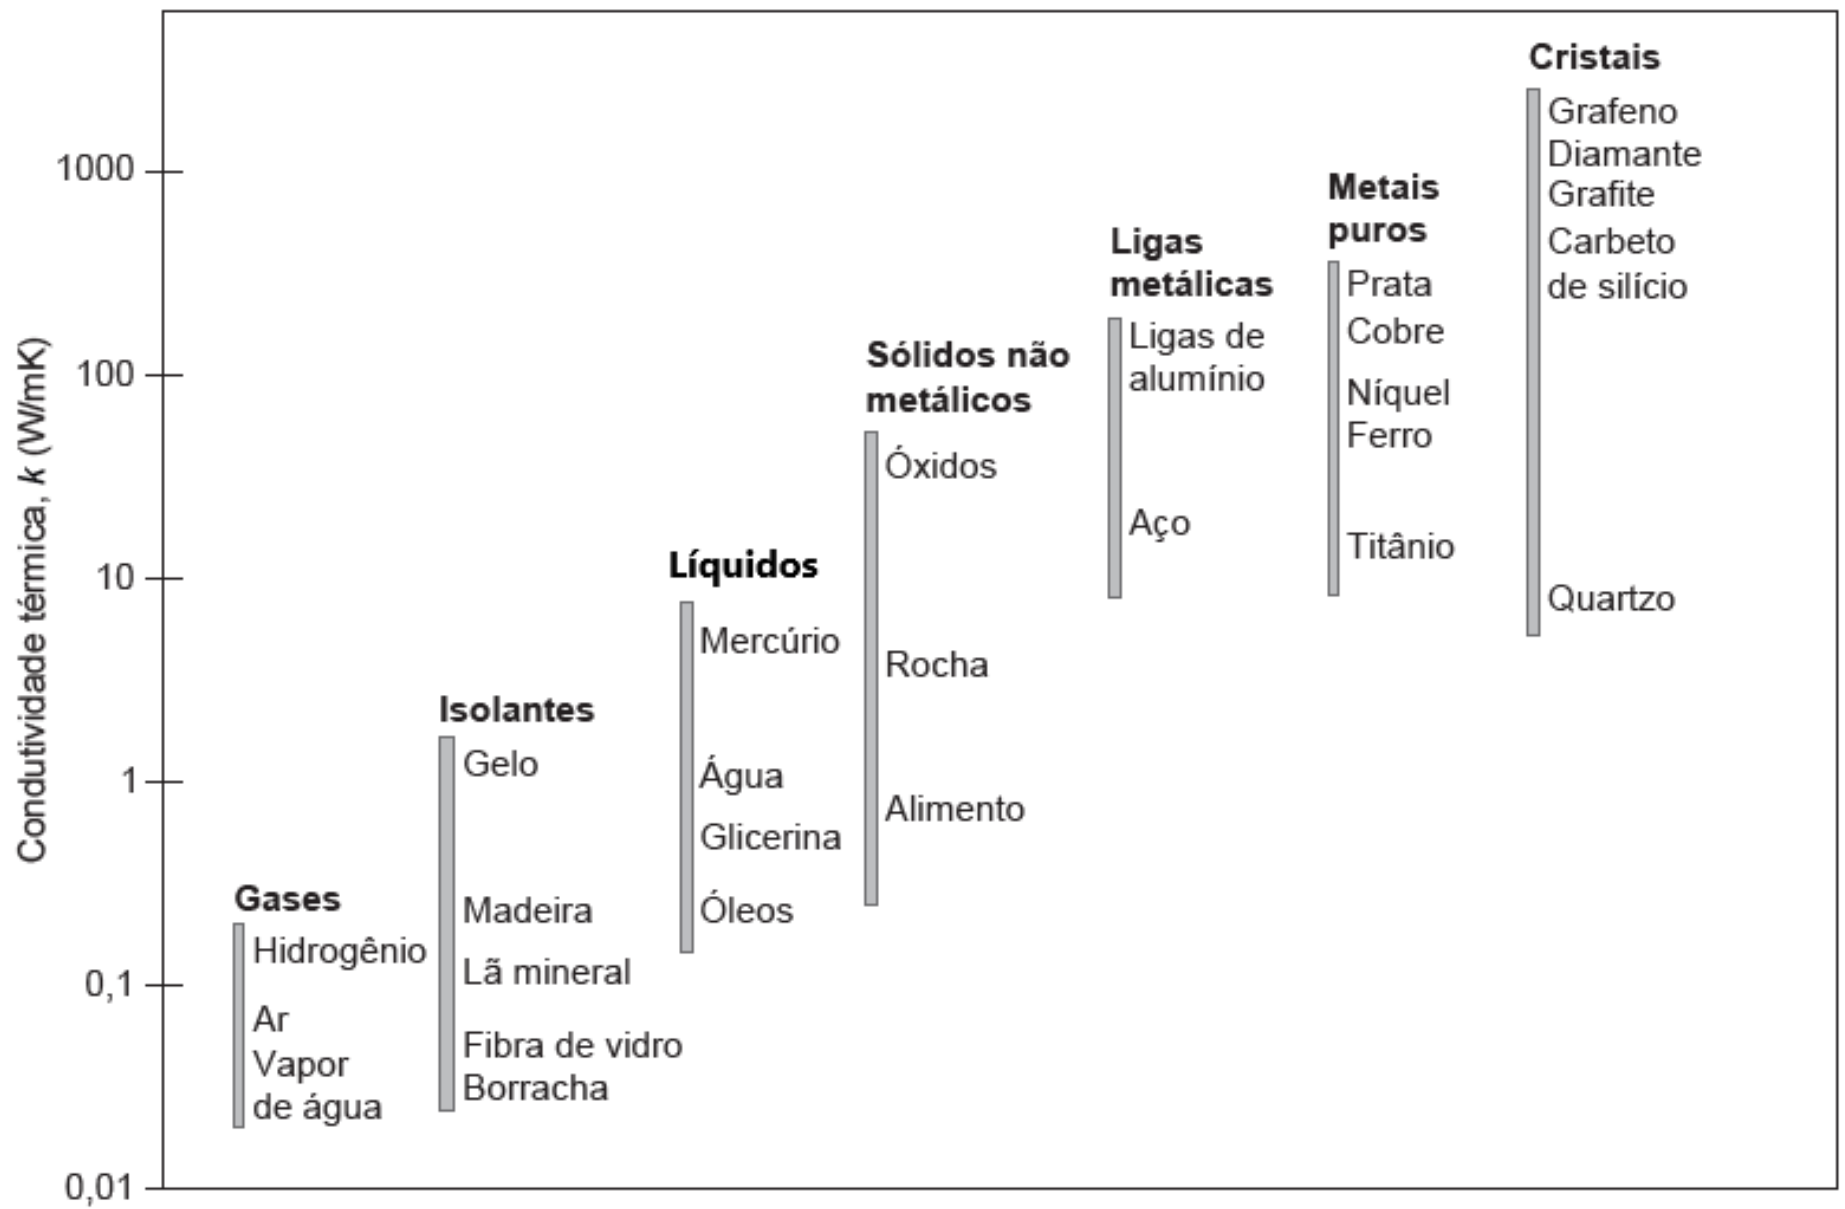 Condutividade térmica, k (W/mK)
1000
100
10
1
0,1
0,01
Gases
Hidrogênio
Ar
Vapor
de água
Isolantes
Gelo
Madeira
Lã mineral
Fibra de vidro
Borracha
Líquidos
Mercúrio
Água
Glicerina
Óleos
Sólidos não
metálicos
Óxidos
Rocha
Alimento
Ligas
metálicas
Ligas de
alumínio
Aço
Metais
puros
Prata
Cobre
Níquel
Ferro
Titânio
Cristais
Grafeno
Diamante
Grafite
Carbeto
de silício
Quartzo